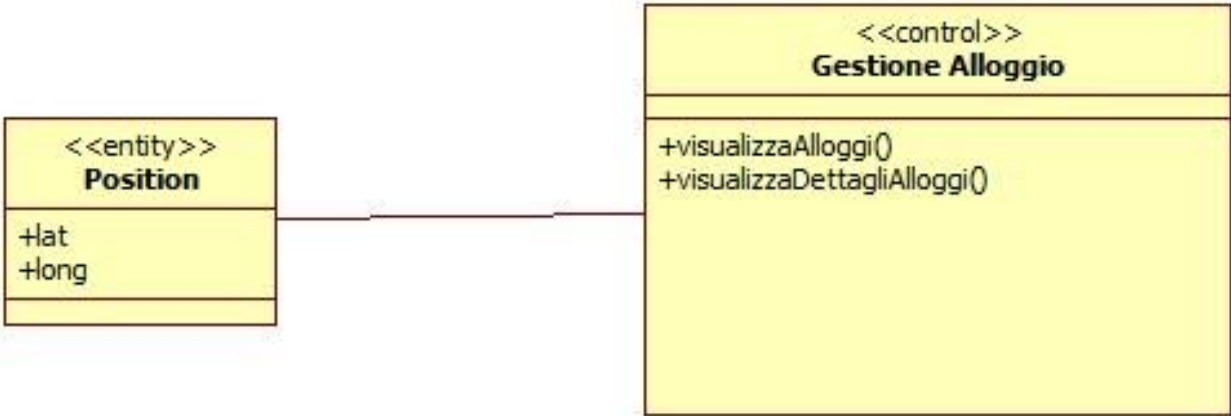 <<entity>>
Position
+lat
+long
<<control>>
Gestione Alloggio
+visualizzaAlloggi()
+visualizzaDettagliAlloggi()